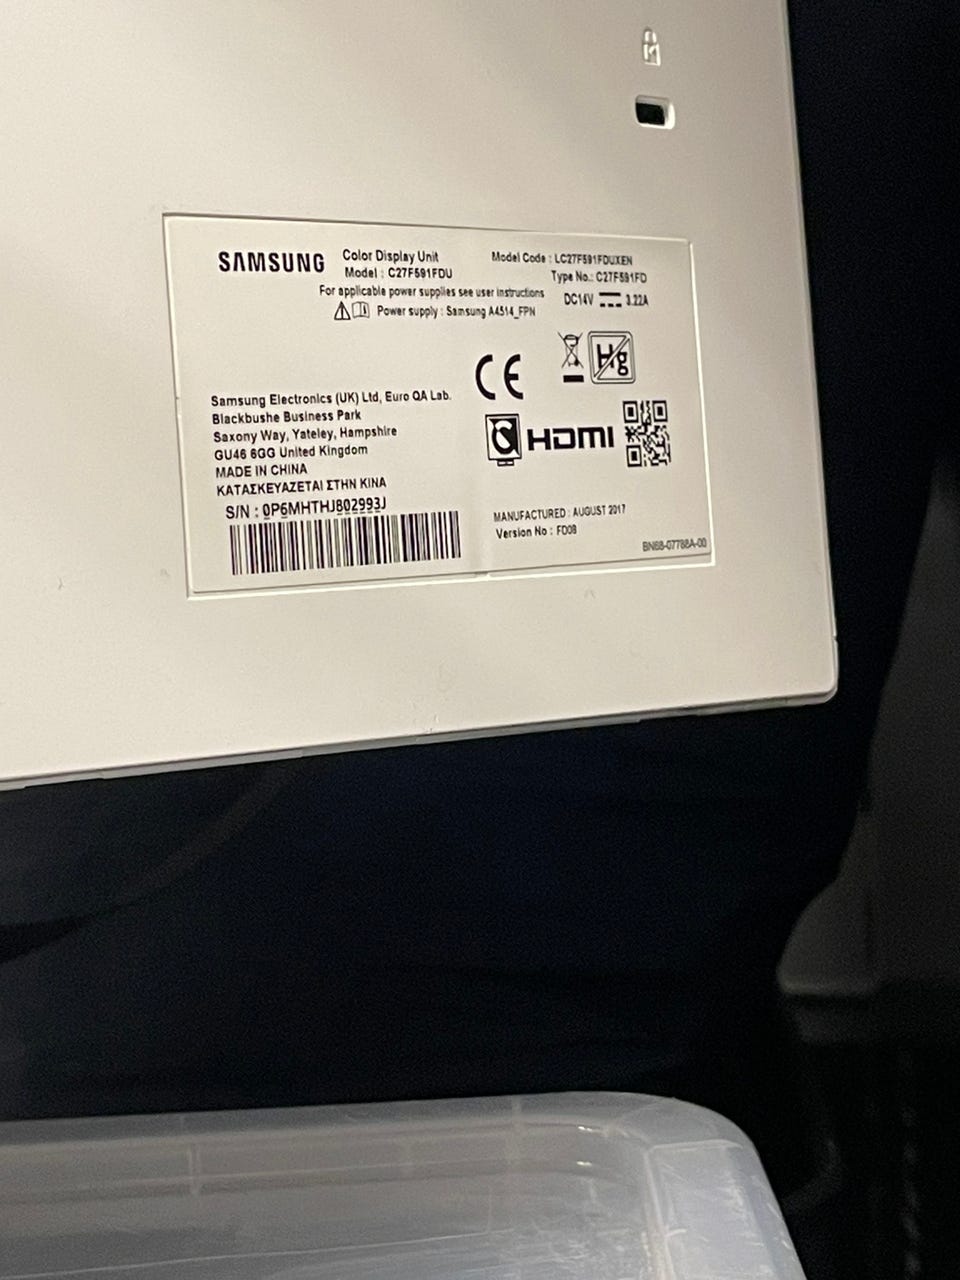 SAMSUNG
Color Display Unit
Model : C27F591FDU
Model Code : LC27F591FDUXEN
Type No.: C27F591FD
For applicable power supplies see user instructions
Power supply : Samsung A4514_FPN
DC14V 3.22A
CE
Hg
Samsung Electronics (UK) Ltd, Euro QA Lab.
Blackbushe Business Park
Saxony Way, Yateley, Hampshire
GU46 6GG United Kingdom
MADE IN CHINA
ΚΑΤΑΣΚΕΥΑΖΕΤΑΙ ΣΤΗΝ ΚΙΝΑ
HDMI
S/N : 0P6MHTHJ802993J
MANUFACTURED : AUGUST 2017
Version No : FD08
BN68-07788A-00